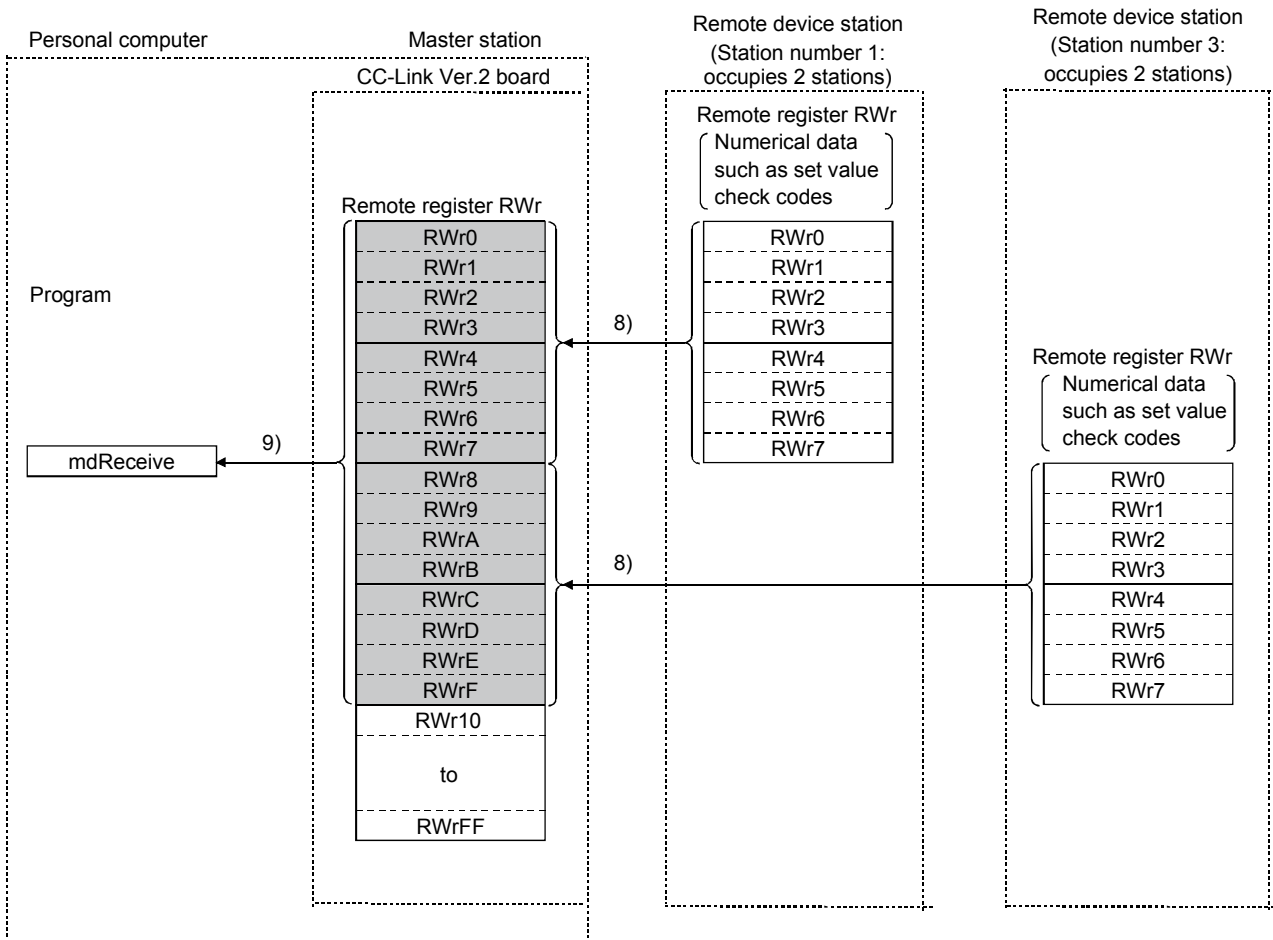 Personal computer
Master station
CC-Link Ver.2 board
Remote device station
(Station number 1:
occupies 2 stations)
Remote device station
(Station number 3:
occupies 2 stations)
Program
mdReceive
9)
Remote register RWr
RWr0
RWr1
RWr2
RWr3
RWr4
RWr5
RWr6
RWr7
RWr8
RWr9
RWrA
RWrB
RWrC
RWrD
RWrE
RWrF
RWr10
to
RWrFF
8)
8)
Remote register RWr
Numerical data
such as set value
check codes
RWr0
RWr1
RWr2
RWr3
RWr4
RWr5
RWr6
RWr7
Remote register RWr
Numerical data
such as set value
check codes
RWr0
RWr1
RWr2
RWr3
RWr4
RWr5
RWr6
RWr7